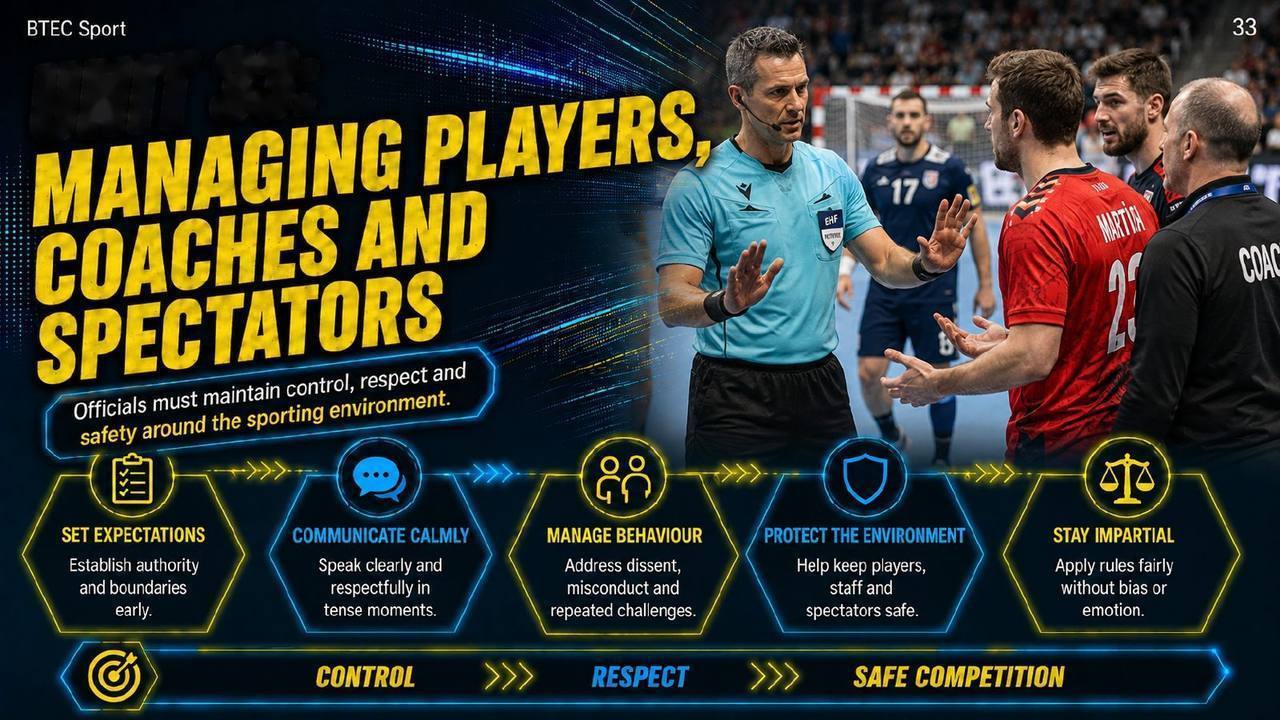 BTEC Sport
33
MANAGING PLAYERS,
COACHES AND
SPECTATORS
Officials must maintain control, respect and
safety around the sporting environment.
EHF
17
MARTÍN
23
COAC
8
SET EXPECTATIONS
Establish authority
and boundaries
early.
COMMUNICATE CALMLY
Speak clearly and
respectfully in
tense moments.
MANAGE BEHAVIOUR
Address dissent,
misconduct and
repeated challenges.
PROTECT THE ENVIRONMENT
Help keep players,
staff and
spectators safe.
STAY IMPARTIAL
Apply rules fairly
without bias or
emotion.
CONTROL
RESPECT
SAFE COMPETITION